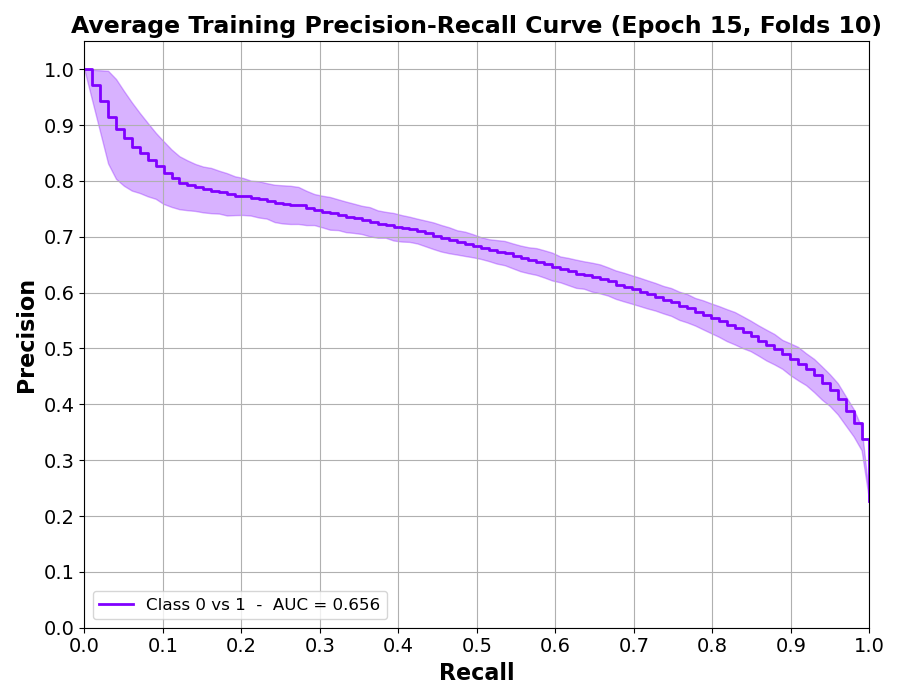 Average Training Precision-Recall Curve (Epoch 15, Folds 10)
Precision
1.0
0.9
0.8
0.7
0.6
0.5
0.4
0.3
0.2
0.1
0.0
Class 0 vs 1 - AUC = 0.656
0.0 0.1 0.2 0.3 0.4 0.5 0.6 0.7 0.8 0.9 1.0
Recall